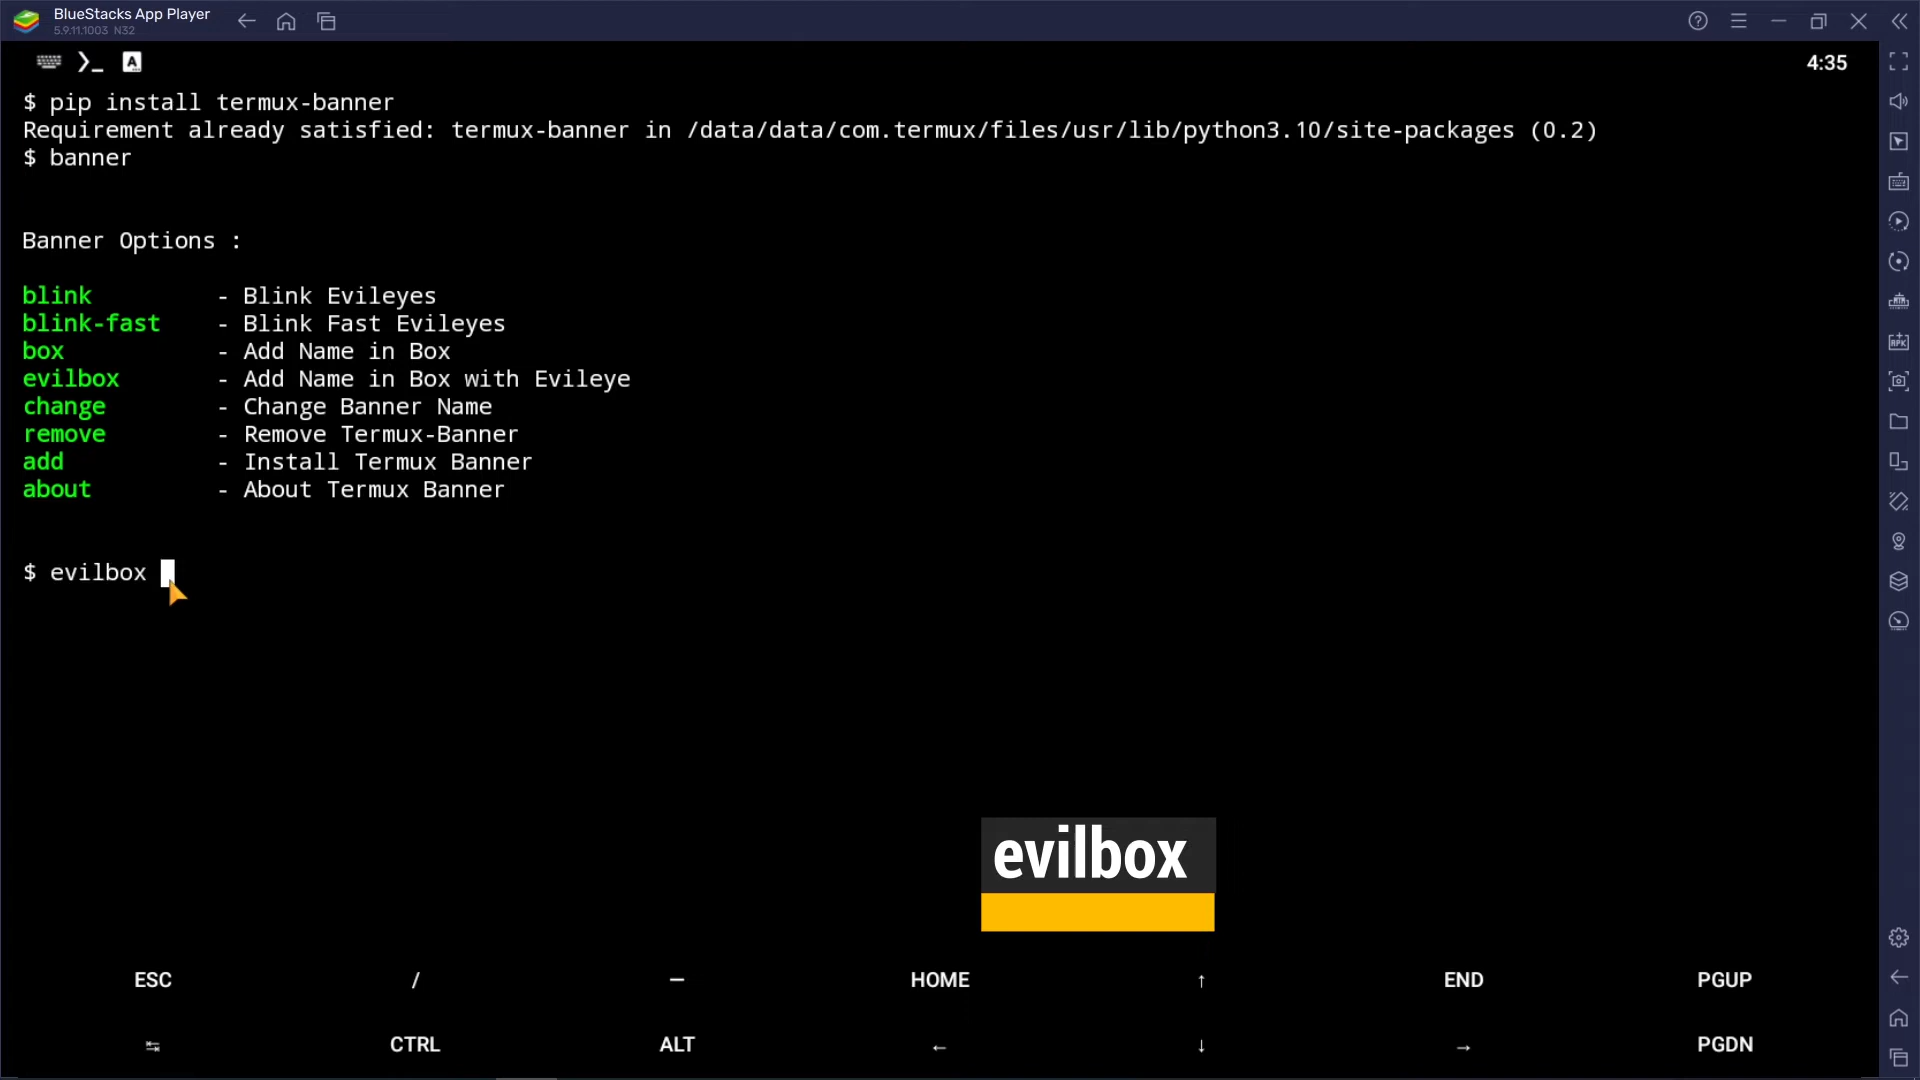 BlueStacks App Player
5.9.11.1003 N32
4:35
$ pip install termux-banner
Requirement already satisfied: termux-banner in /data/data/com.termux/files/usr/lib/python3.10/site-packages (0.2)
$ banner
Banner Options :
blink - Blink Evileyes
blink-fast - Blink Fast Evileyes
box - Add Name in Box
evilbox - Add Name in Box with Evileye
change - Change Banner Name
remove - Remove Termux-Banner
add - Install Termux Banner
about - About Termux Banner
$ evilbox
evilbox
ESC / — HOME ↑ END PGUP
↹ CTRL ALT ← ↓ → PGDN